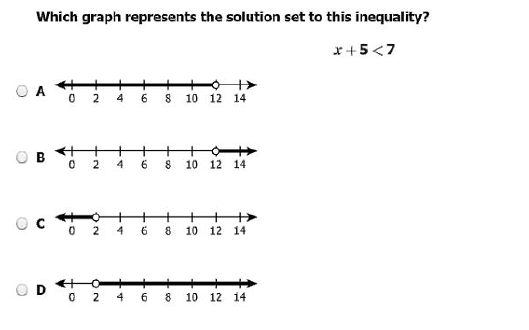 Which graph represents the solution set to this inequality?
x + 5 < 7
A
0 2 4 6 8 10 12 14
B
0 2 4 6 8 10 12 14
C
0 2 4 6 8 10 12 14
D
0 2 4 6 8 10 12 14